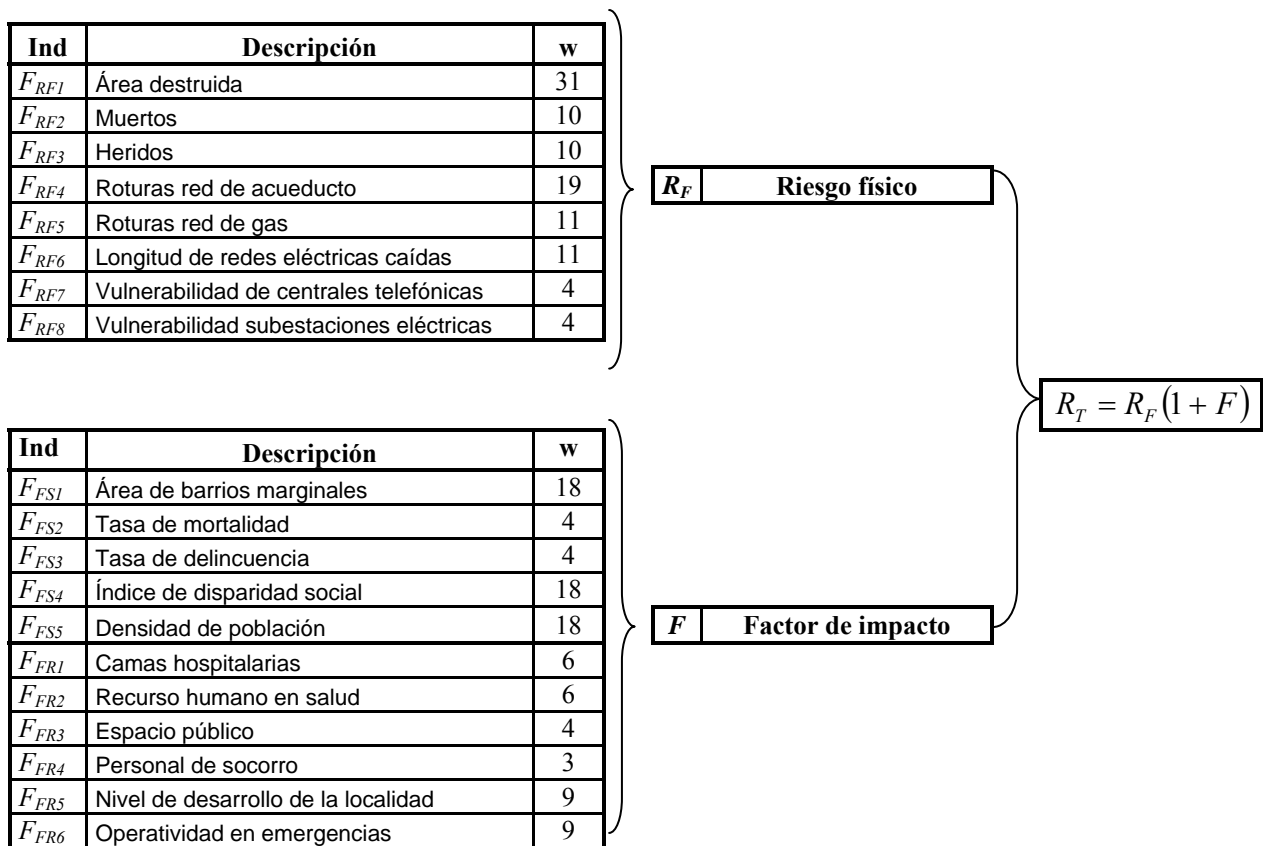 Ind Descripción w
F_RF1 Área destruida 31
F_RF2 Muertos 10
F_RF3 Heridos 10
F_RF4 Roturas red de acueducto 19
F_RF5 Roturas red de gas 11
F_RF6 Longitud de redes eléctricas caídas 11
F_RF7 Vulnerabilidad de centrales telefónicas 4
F_RF8 Vulnerabilidad subestaciones eléctricas 4
R_F Riesgo físico
R_T = R_F (1 + F)
Ind Descripción w
F_FS1 Área de barrios marginales 18
F_FS2 Tasa de mortalidad 4
F_FS3 Tasa de delincuencia 4
F_FS4 Índice de disparidad social 18
F_FS5 Densidad de población 18
F_FR1 Camas hospitalarias 6
F_FR2 Recurso humano en salud 6
F_FR3 Espacio público 4
F_FR4 Personal de socorro 3
F_FR5 Nivel de desarrollo de la localidad 9
F_FR6 Operatividad en emergencias 9
F Factor de impacto